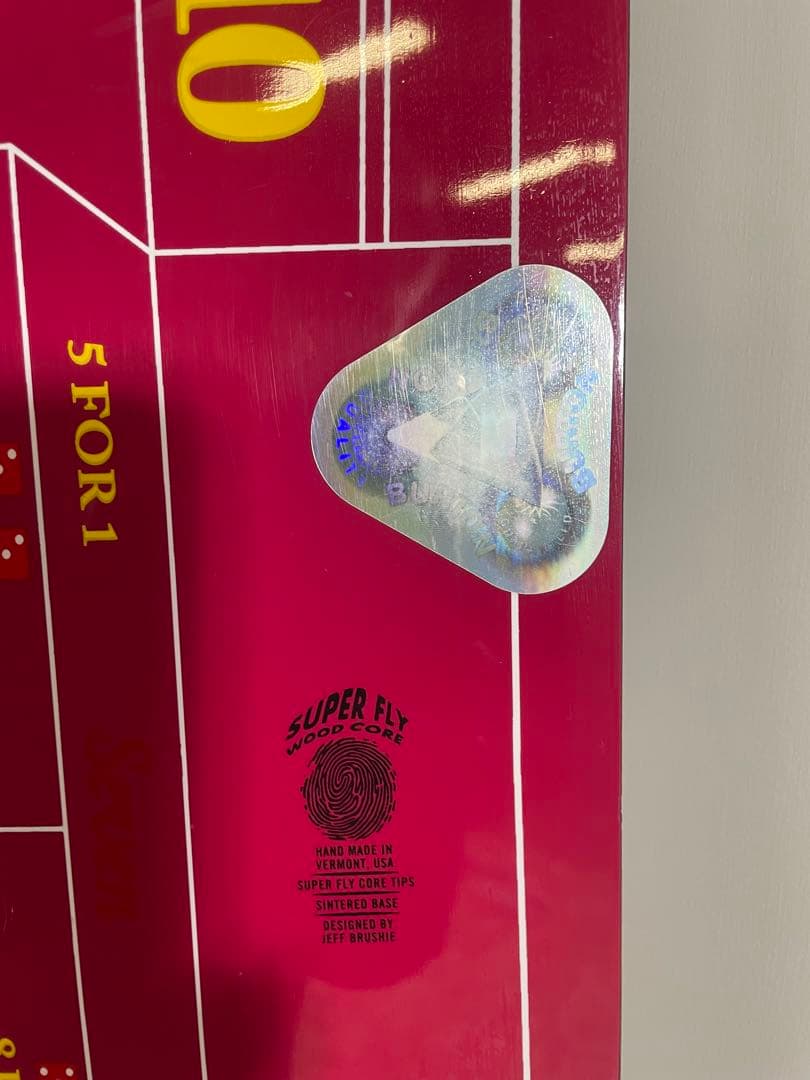 10
5 FOR 1
BURTON
SUPER FLY
WOOD CORE
HAND MADE IN
VERMONT, USA
SUPER FLY CORE TIPS
SINTERED BASE
DESIGNED BY
JEFF BRUSHIE